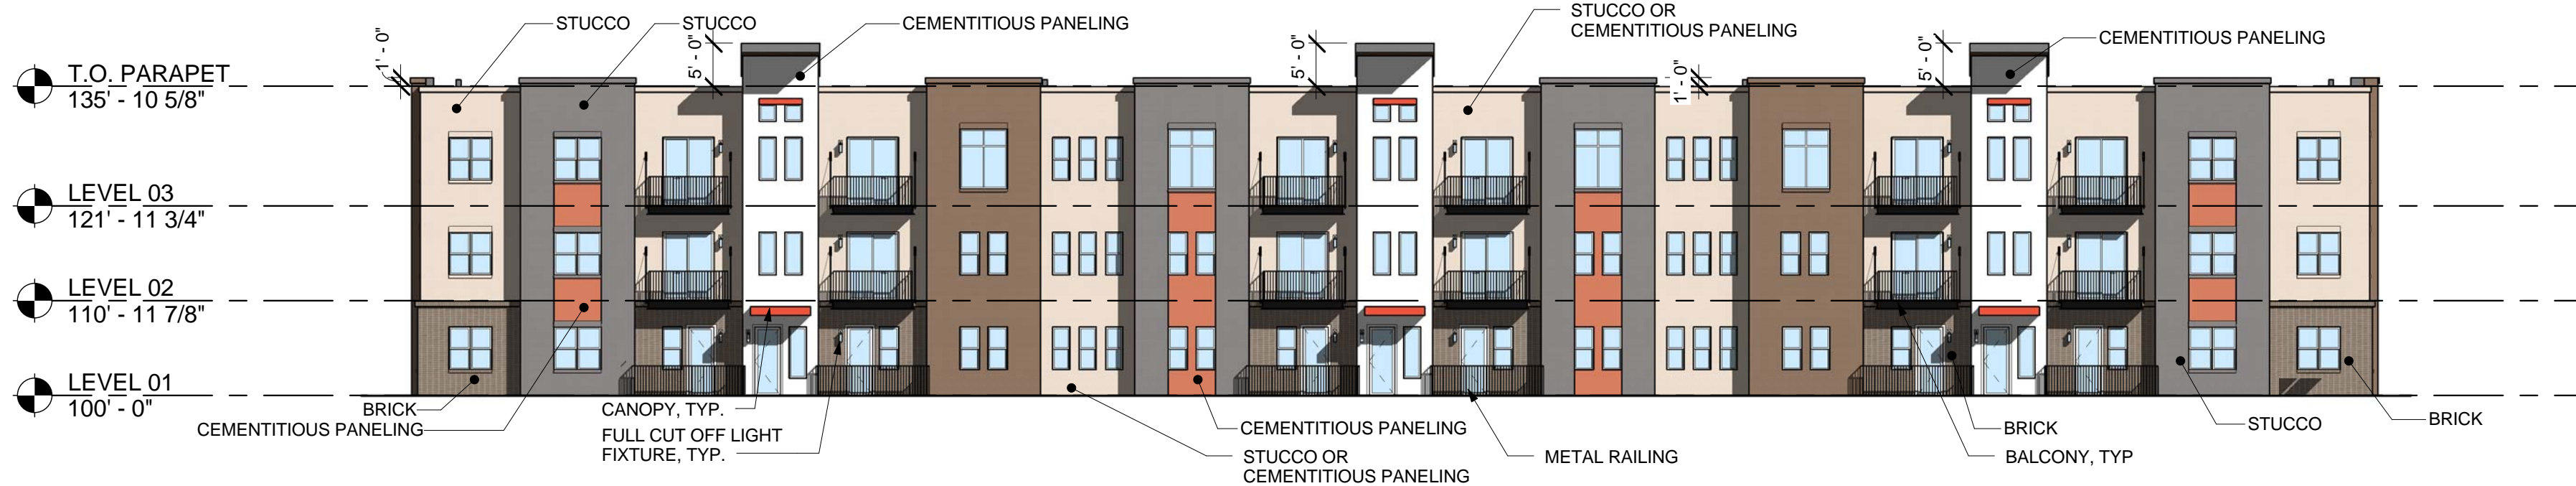 STUCCO
STUCCO
CEMENTITIOUS PANELING
STUCCO OR
CEMENTITIOUS PANELING
CEMENTITIOUS PANELING
1' - 0"
5' - 0"
5' - 0"
1' - 0"
5' - 0"
T.O. PARAPET
135' - 10 5/8"
LEVEL 03
121' - 11 3/4"
LEVEL 02
110' - 11 7/8"
LEVEL 01
100' - 0"
BRICK
CEMENTITIOUS PANELING
CANOPY, TYP.
FULL CUT OFF LIGHT
FIXTURE, TYP.
CEMENTITIOUS PANELING
STUCCO OR
CEMENTITIOUS PANELING
METAL RAILING
BRICK
BALCONY, TYP
STUCCO
BRICK